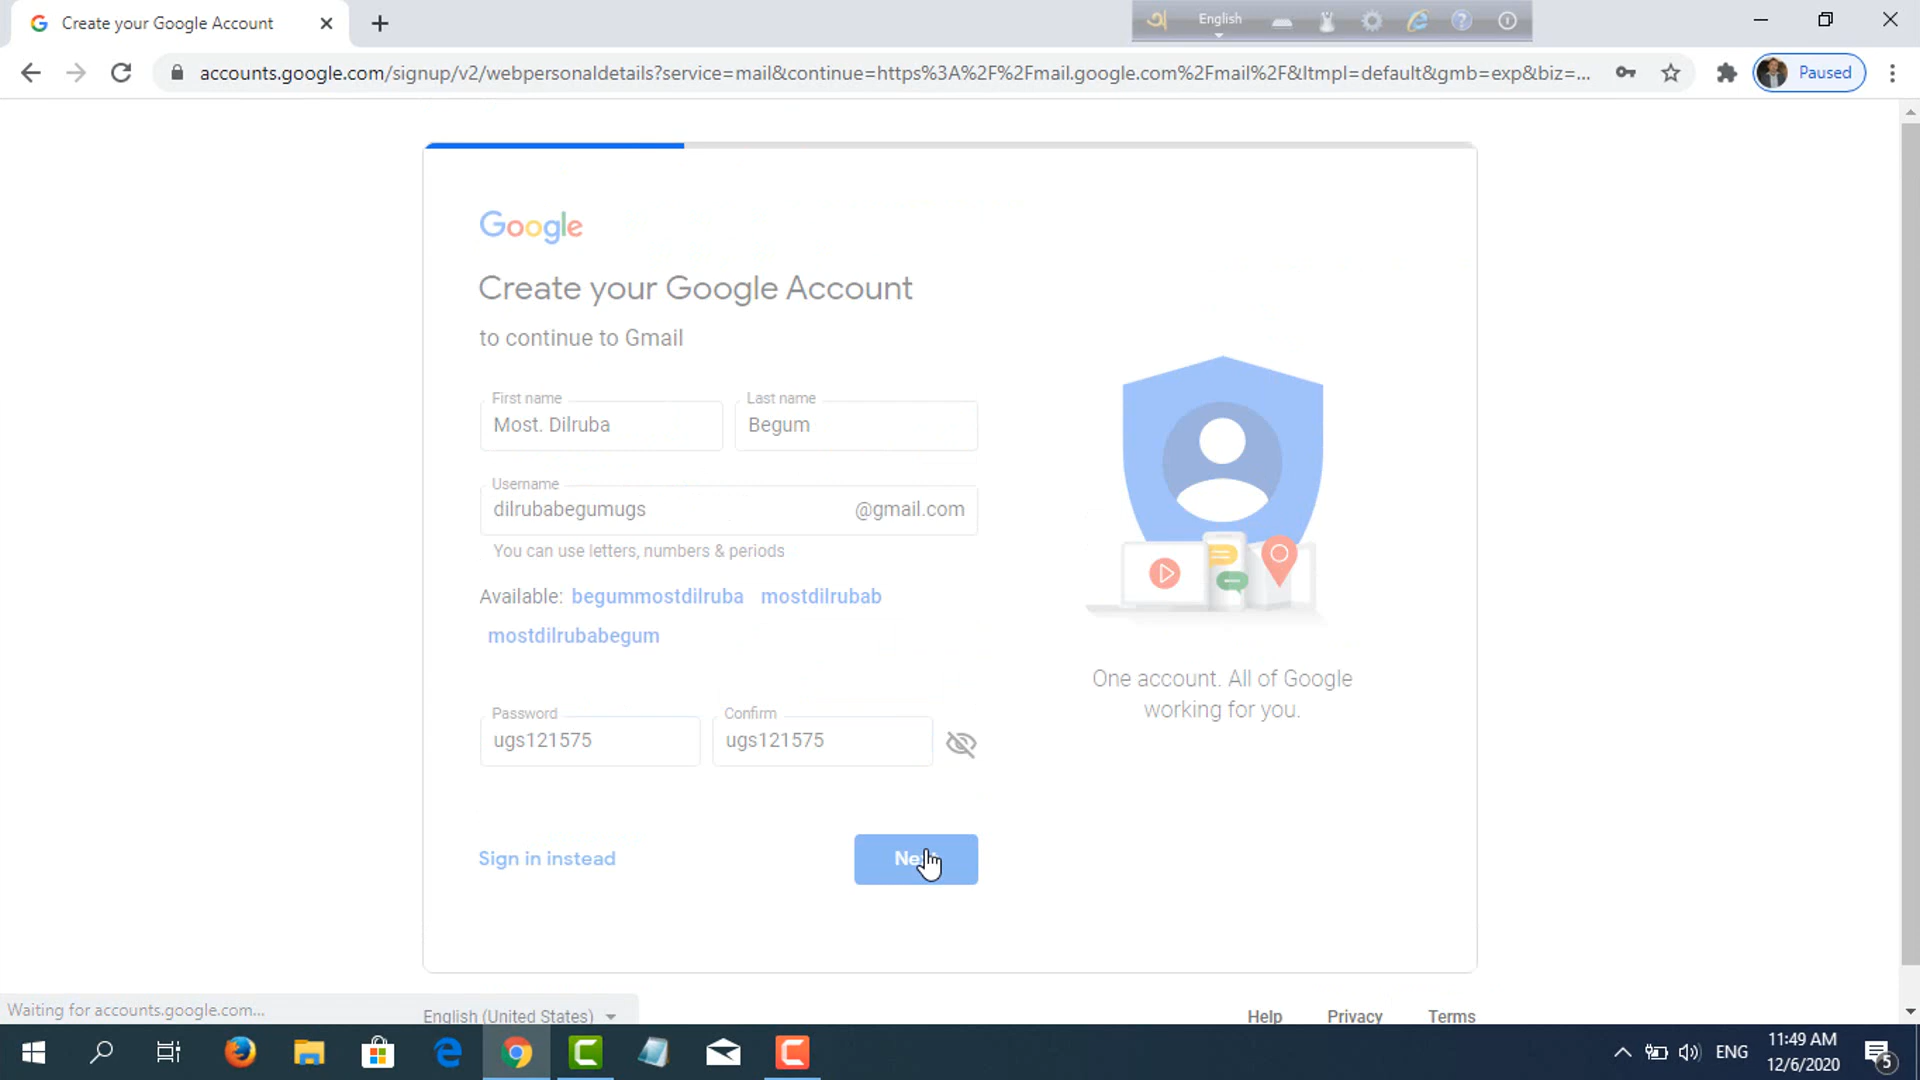 Create your Google Account
English
accounts.google.com/signup/v2/webpersonaldetails?service=mail&continue=https%3A%2F%2Fmail.google.com%2Fmail%2F&ltmpl=default&gmb=exp&biz=...
Paused
Google
Create your Google Account
to continue to Gmail
First name
Last name
Most. Dilruba
Begum
Username
dilrubabegumugs
@gmail.com
You can use letters, numbers & periods
Available: begummostdilruba mostdilrubab
mostdilrubabegum
Password
Confirm
ugs121575
ugs121575
One account. All of Google
working for you.
Sign in instead
Next
Waiting for accounts.google.com...
English (United States)
Help
Privacy
Terms
ENG
11:49 AM
12/6/2020
5